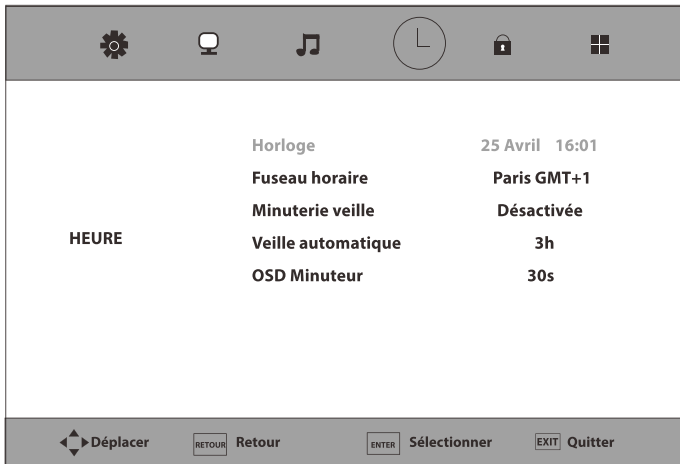 Horloge 25 Avril 16:01
Fuseau horaire Paris GMT+1
Minuterie veille Désactivée
HEURE
Veille automatique 3h
OSD Minuteur 30s
Déplacer RETOUR Retour ENTER Sélectionner EXIT Quitter